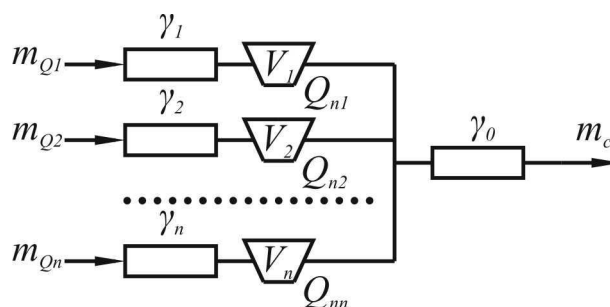 γ1
mQ1 V1
Qn1
γ2
mQ2 V2
Qn2
γ0 mc
γn
mQn Vn
Qnn